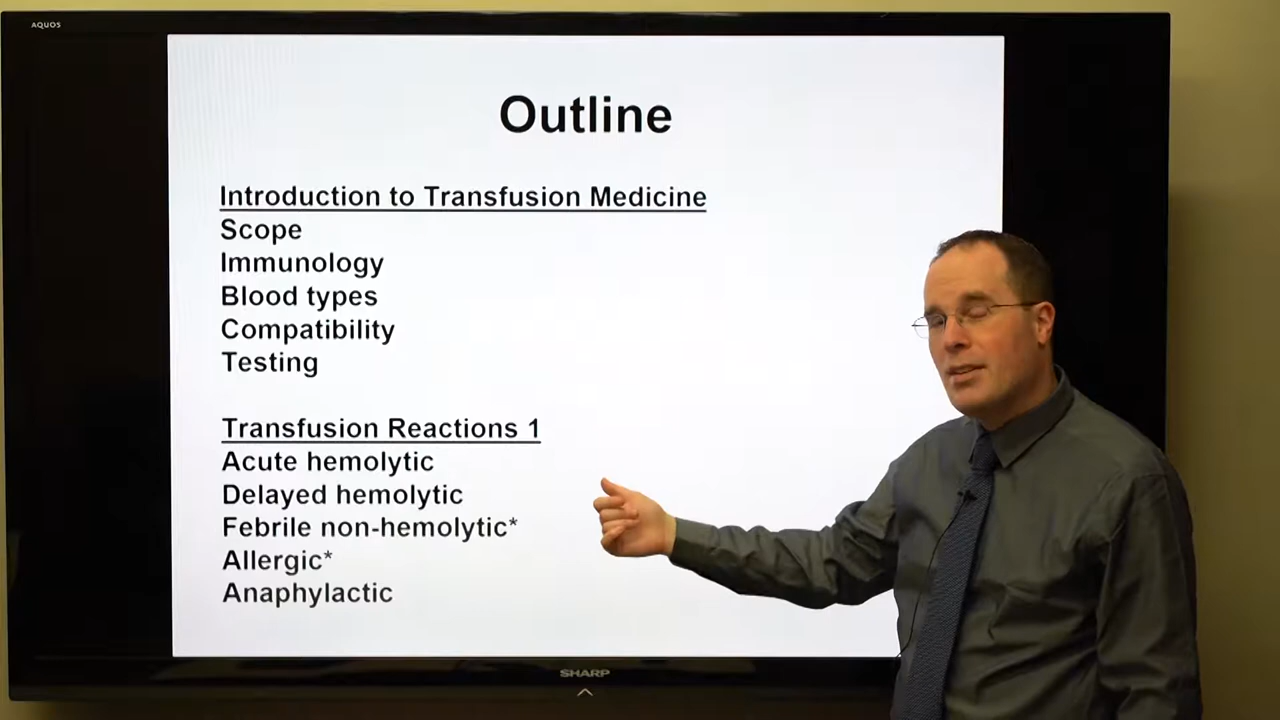 AQUOS
Outline
Introduction to Transfusion Medicine
Scope
Immunology
Blood types
Compatibility
Testing
Transfusion Reactions 1
Acute hemolytic
Delayed hemolytic
Febrile non-hemolytic*
Allergic*
Anaphylactic
SHARP